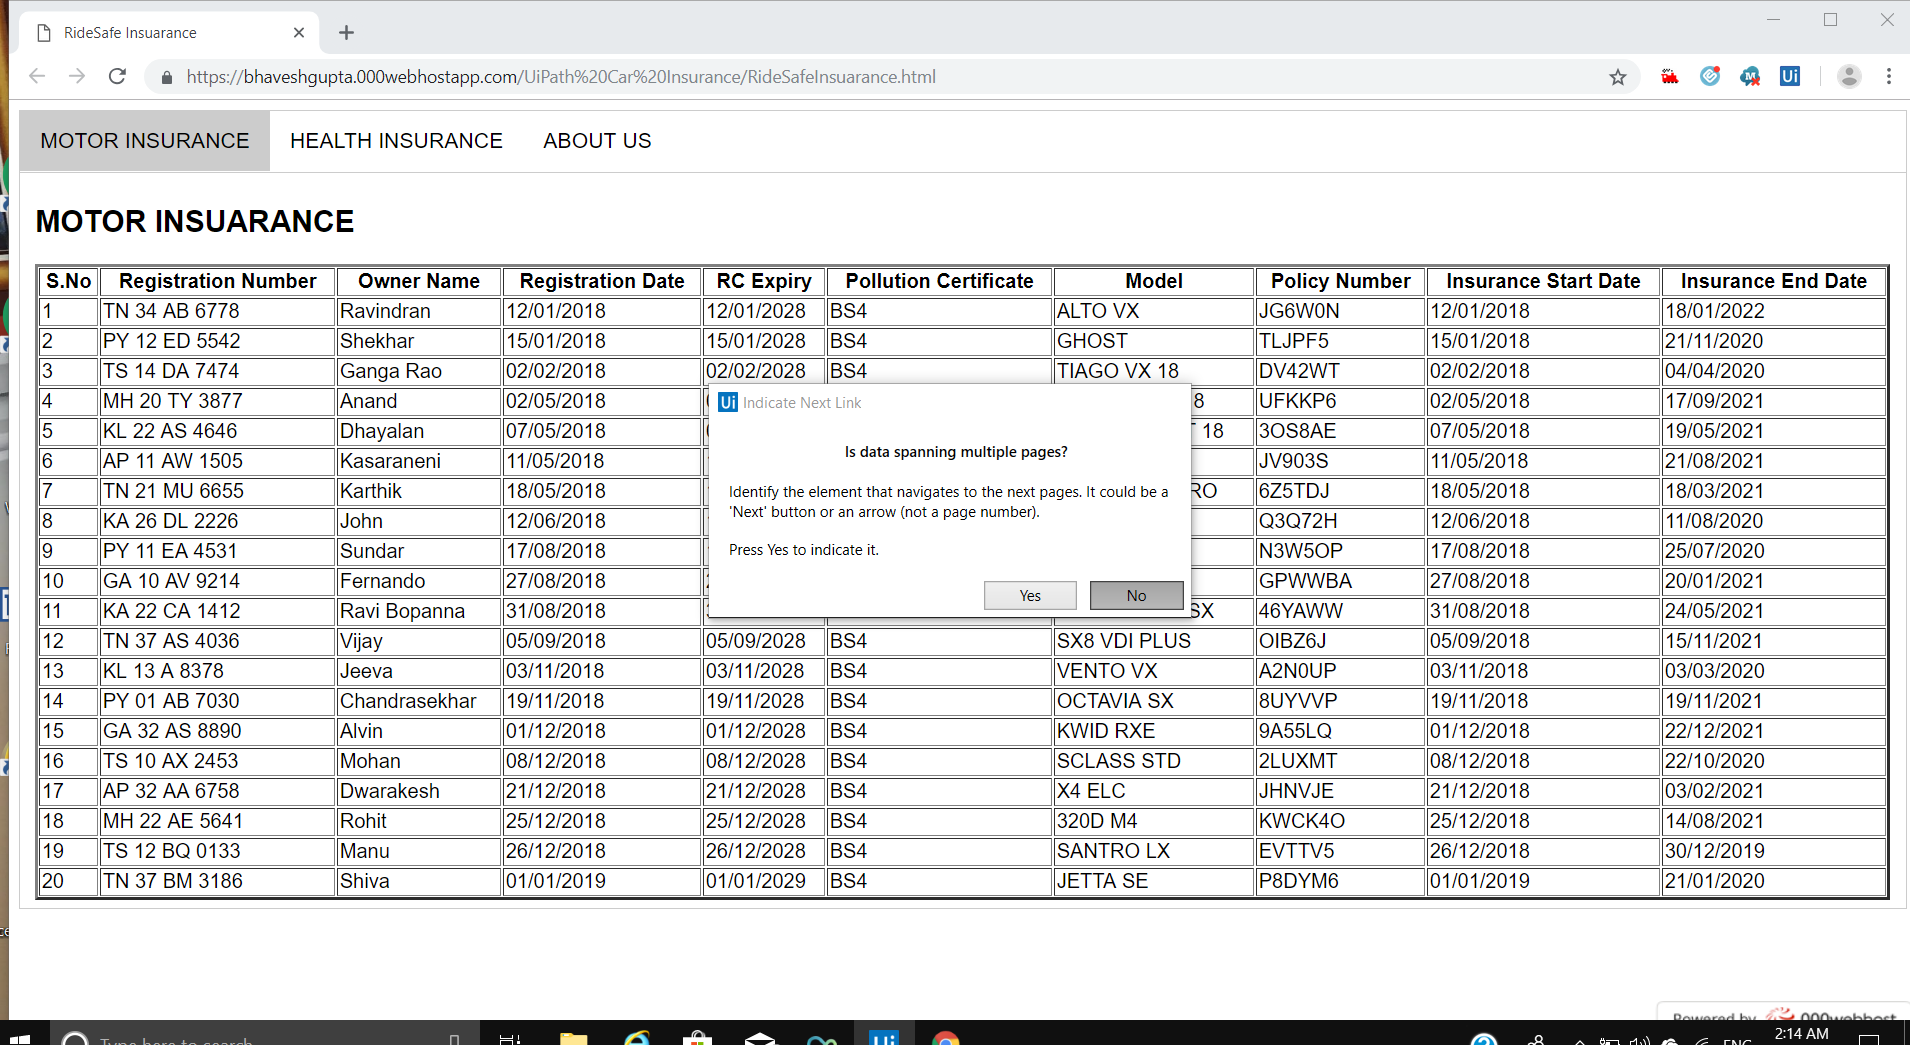 RideSafe Insuarance
https://bhaveshgupta.000webhostapp.com/UiPath%20Car%20Insurance/RideSafeInsuarance.html
Ui
MOTOR INSURANCE HEALTH INSURANCE ABOUT US
MOTOR INSUARANCE
S.No Registration Number Owner Name Registration Date RC Expiry Pollution Certificate Model Policy Number Insurance Start Date Insurance End Date
1 TN 34 AB 6778 Ravindran 12/01/2018 12/01/2028 BS4 ALTO VX JG6W0N 12/01/2018 18/01/2022
2 PY 12 ED 5542 Shekhar 15/01/2018 15/01/2028 BS4 GHOST TLJPF5 15/01/2018 21/11/2020
3 TS 14 DA 7474 Ganga Rao 02/02/2018 02/02/2028 BS4 TIAGO VX 18 DV42WT 02/02/2018 04/04/2020
4 MH 20 TY 3877 Anand 02/05/2018 8 UFKKP6 02/05/2018 17/09/2021
5 KL 22 AS 4646 Dhayalan 07/05/2018 18 3OS8AE 07/05/2018 19/05/2021
6 AP 11 AW 1505 Kasaraneni 11/05/2018 JV903S 11/05/2018 21/08/2021
7 TN 21 MU 6655 Karthik 18/05/2018 RO 6Z5TDJ 18/05/2018 18/03/2021
8 KA 26 DL 2226 John 12/06/2018 Q3Q72H 12/06/2018 11/08/2020
9 PY 11 EA 4531 Sundar 17/08/2018 N3W5OP 17/08/2018 25/07/2020
10 GA 10 AV 9214 Fernando 27/08/2018 GPWWBA 27/08/2018 20/01/2021
11 KA 22 CA 1412 Ravi Bopanna 31/08/2018 SX 46YAWW 31/08/2018 24/05/2021
12 TN 37 AS 4036 Vijay 05/09/2018 05/09/2028 BS4 SX8 VDI PLUS OIBZ6J 05/09/2018 15/11/2021
13 KL 13 A 8378 Jeeva 03/11/2018 03/11/2028 BS4 VENTO VX A2N0UP 03/11/2018 03/03/2020
14 PY 01 AB 7030 Chandrasekhar 19/11/2018 19/11/2028 BS4 OCTAVIA SX 8UYVVP 19/11/2018 19/11/2021
15 GA 32 AS 8890 Alvin 01/12/2018 01/12/2028 BS4 KWID RXE 9A55LQ 01/12/2018 22/12/2021
16 TS 10 AX 2453 Mohan 08/12/2018 08/12/2028 BS4 SCLASS STD 2LUXMT 08/12/2018 22/10/2020
17 AP 32 AA 6758 Dwarakesh 21/12/2018 21/12/2028 BS4 X4 ELC JHNVJE 21/12/2018 03/02/2021
18 MH 22 AE 5641 Rohit 25/12/2018 25/12/2028 BS4 320D M4 KWCK4O 25/12/2018 14/08/2021
19 TS 12 BQ 0133 Manu 26/12/2018 26/12/2028 BS4 SANTRO LX EVTTV5 26/12/2018 30/12/2019
20 TN 37 BM 3186 Shiva 01/01/2019 01/01/2029 BS4 JETTA SE P8DYM6 01/01/2019 21/01/2020
Ui Indicate Next Link
Is data spanning multiple pages?
Identify the element that navigates to the next pages. It could be a
'Next' button or an arrow (not a page number).
Press Yes to indicate it.
Yes No
Powered by 000webhost
Type here to search
Ui
ENG
2:14 AM